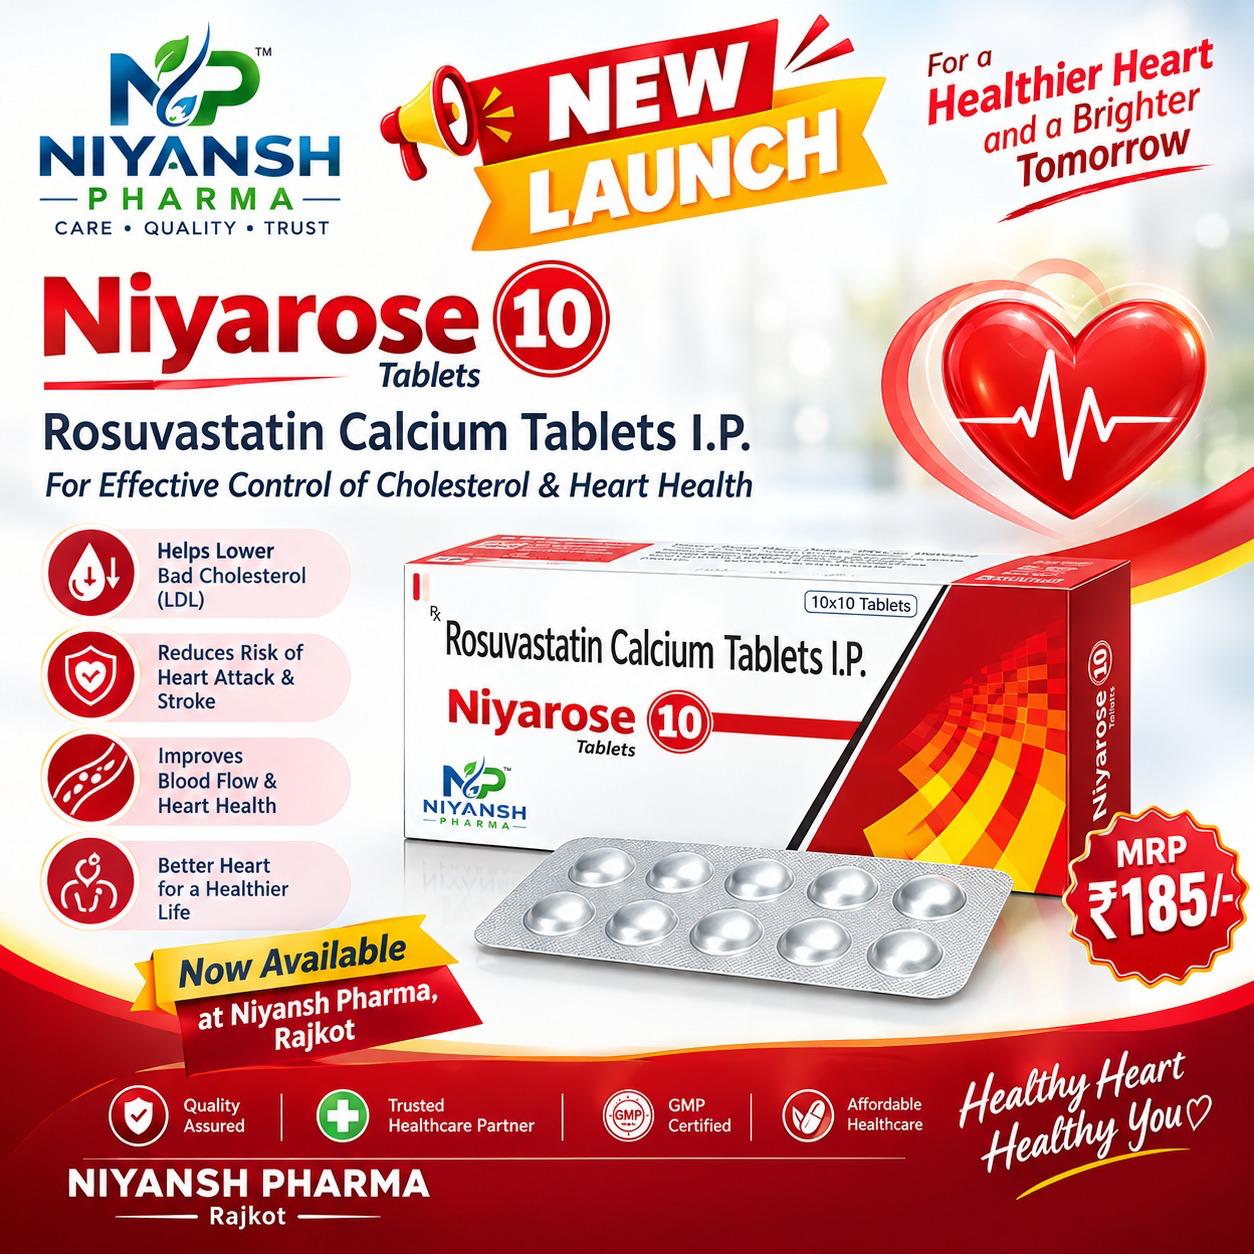 NP™
NIYANSH
PHARMA
CARE • QUALITY • TRUST
NEW
LAUNCH
For a
Healthier Heart
and a Brighter
Tomorrow
Niyarose 10
Tablets
Rosuvastatin Calcium Tablets I.P.
For Effective Control of Cholesterol & Heart Health
Helps Lower
Bad Cholesterol
(LDL)
Reduces Risk of
Heart Attack &
Stroke
Improves
Blood Flow &
Heart Health
Better Heart
for a Healthier
Life
10x10 Tablets
Rx
Rosuvastatin Calcium Tablets I.P.
Niyarose 10
Tablets
NP™
NIYANSH
PHARMA
Niyarose 10
Tablets
MRP
₹185/-
Now Available
at Niyansh Pharma,
Rajkot
Quality
Assured
Trusted
Healthcare Partner
GMP
GMP
Certified
Affordable
Healthcare
Healthy Heart
Healthy You♡
NIYANSH PHARMA
Rajkot